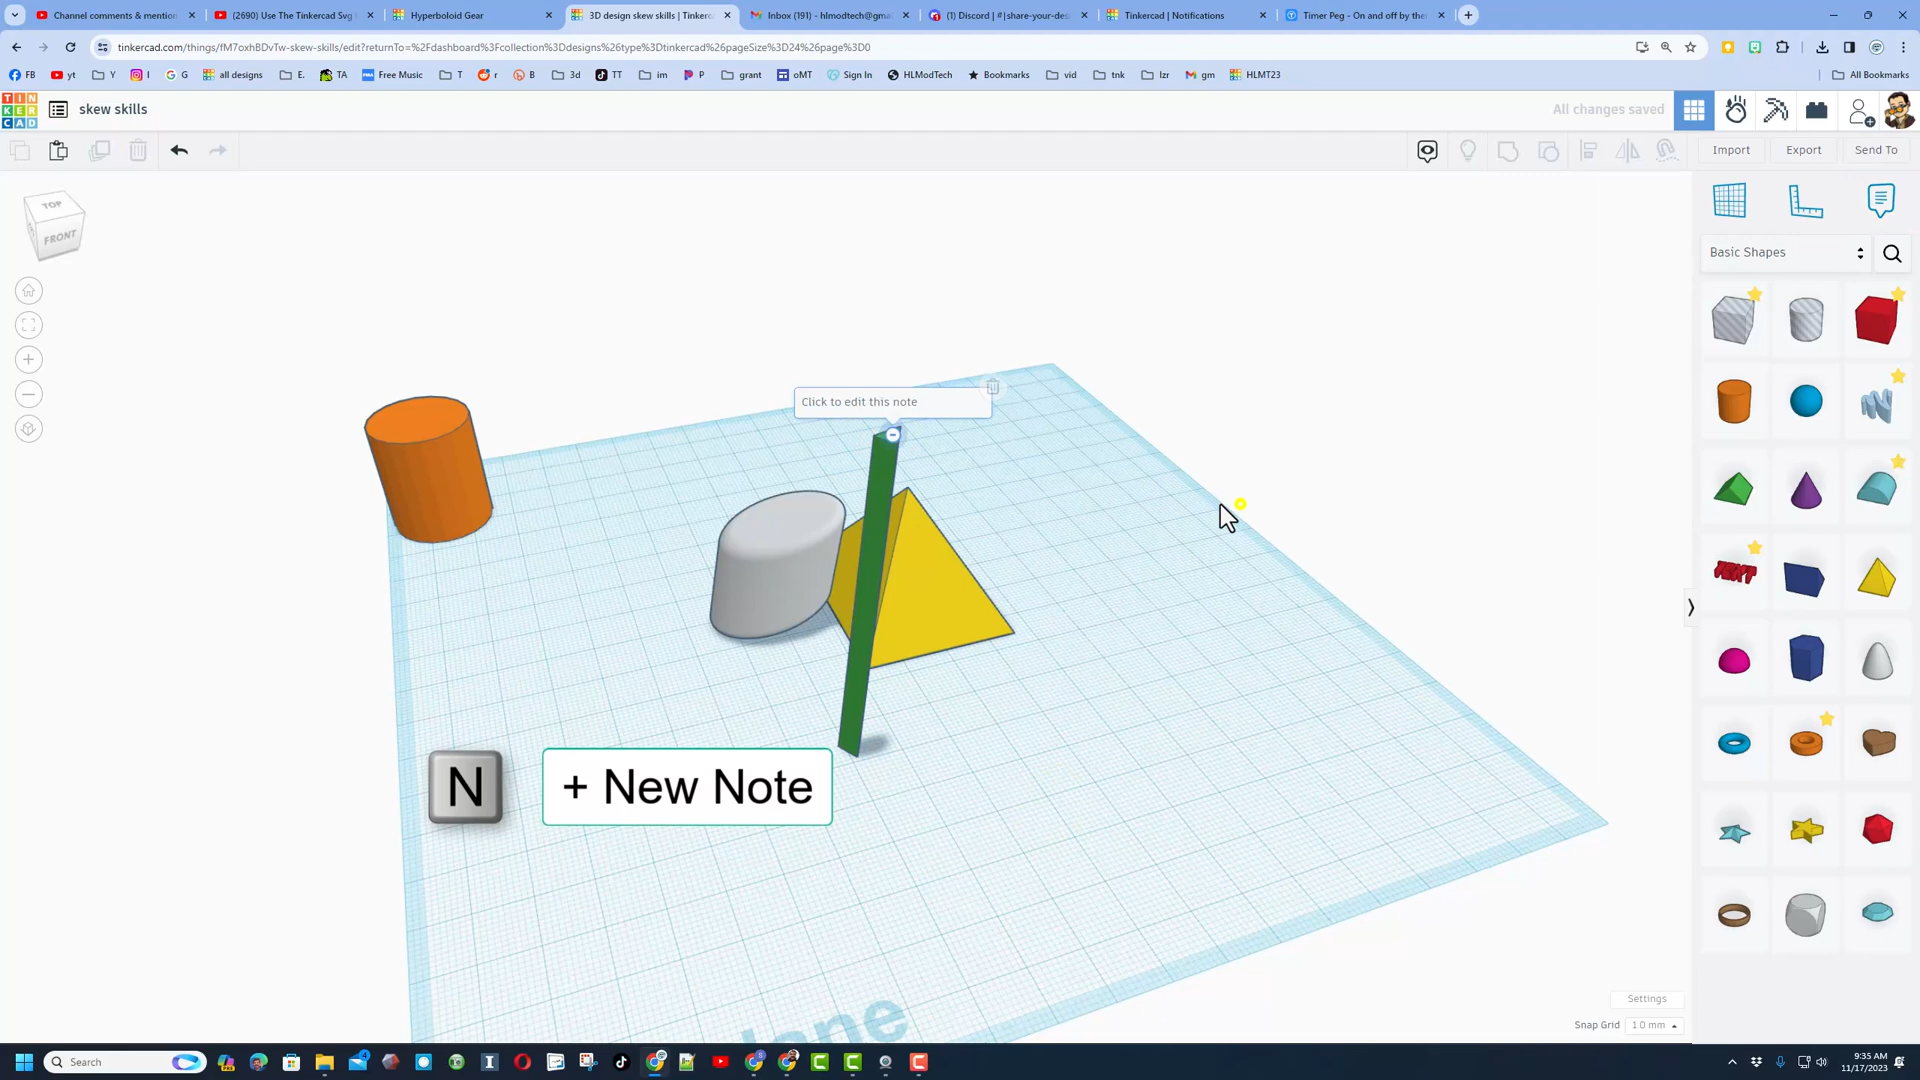 Channel comments & mention
(2690) Use The Tinkercad Svg
Hyperboloid Gear
3D design skew skills | Tinkerc
Inbox (191) - hlmodtech@gma
(1) Discord | #|share-your-des
Tinkercad | Notifications
Timer Peg - On and off by the
tinkercad.com/things/fM7oxhBDvTw-skew-skills/edit?returnTo=%2Fdashboard%3Fcollection%3Ddesigns%26type%3Dtinkercad%26pageSize%3D24%26page%3D0
FB
yt
Y
I
G
all designs
E.
TA
Free Music
T
r
B
3d
TT
im
P
grant
oMT
Sign In
HLModTech
Bookmarks
vid
tnk
lzr
gm
HLMT23
All Bookmarks
TIN
KER
CAD
skew skills
All changes saved
Import
Export
Send To
TOP
FRONT
Basic Shapes
Click to edit this note
N
+ New Note
lane
Settings
Snap Grid
1.0 mm
Search
9:35 AM
11/17/2023